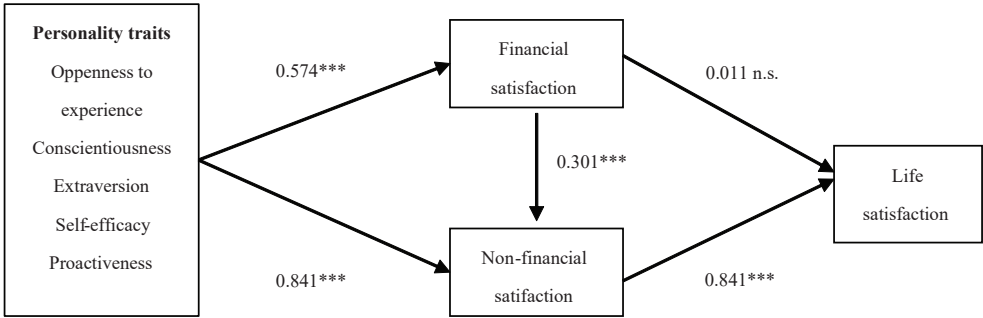 Personality traits
Oppenness to
experience
Conscientiousness
Extraversion
Self-efficacy
Proactiveness
0.574***
0.841***
Financial
satisfaction
0.301***
Non-financial
satifaction
0.011 n.s.
0.841***
Life
satisfaction